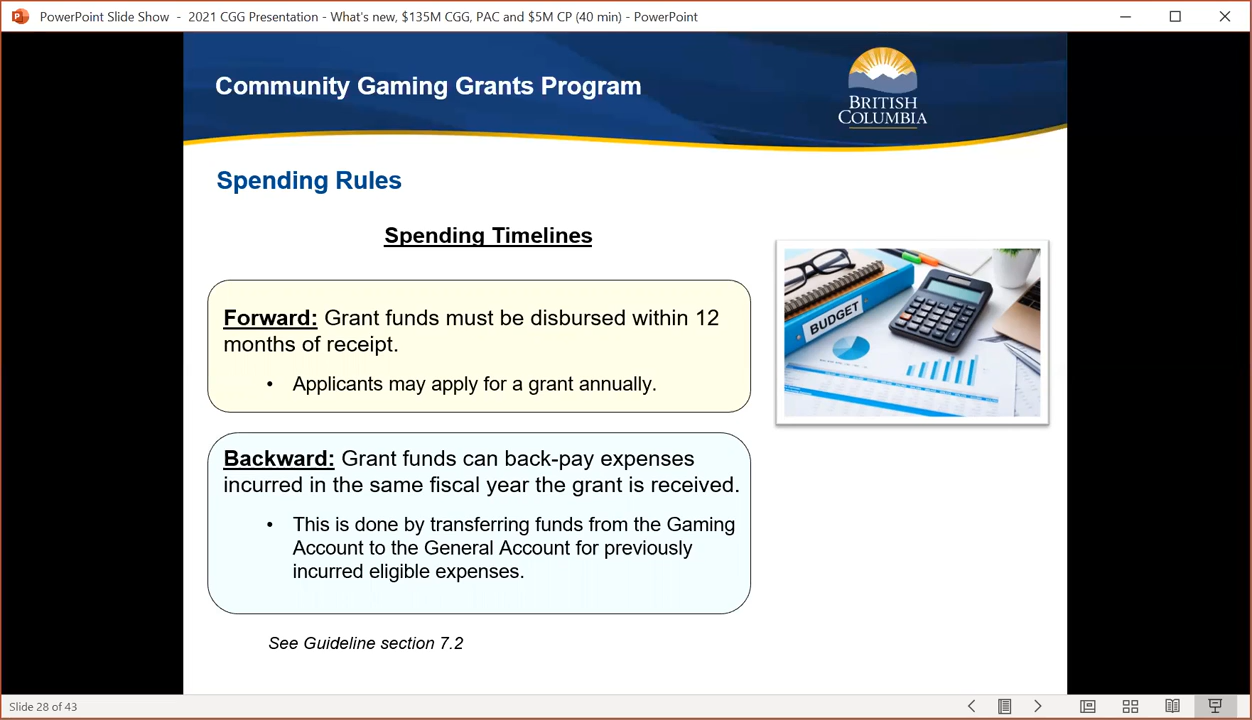 PowerPoint Slide Show - 2021 CGG Presentation - What's new, $135M CGG, PAC and $5M CP (40 min) - PowerPoint
Community Gaming Grants Program
BRITISH
COLUMBIA
Spending Rules
Spending Timelines
Forward: Grant funds must be disbursed within 12
months of receipt.
• Applicants may apply for a grant annually.
BUDGET
Backward: Grant funds can back-pay expenses
incurred in the same fiscal year the grant is received.
• This is done by transferring funds from the Gaming
Account to the General Account for previously
incurred eligible expenses.
See Guideline section 7.2
Slide 28 of 43